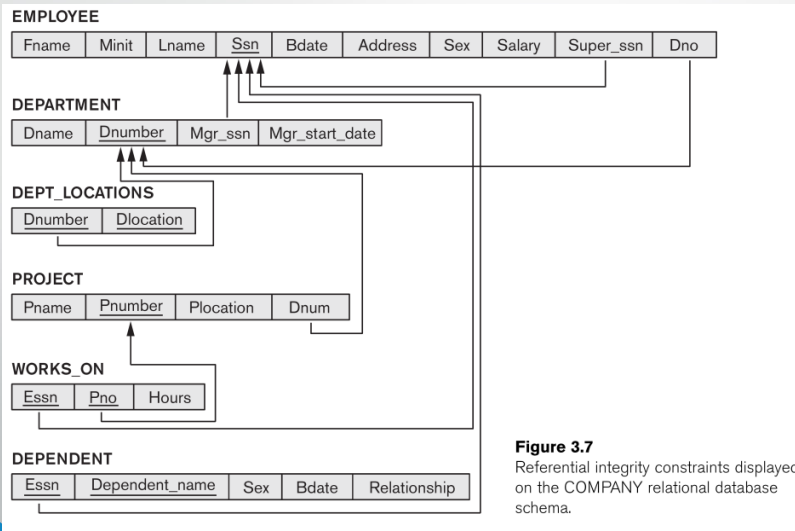 EMPLOYEE
Fname Minit Lname Ssn Bdate Address Sex Salary Super_ssn Dno
DEPARTMENT
Dname Dnumber Mgr_ssn Mgr_start_date
DEPT_LOCATIONS
Dnumber Dlocation
PROJECT
Pname Pnumber Plocation Dnum
WORKS_ON
Essn Pno Hours
DEPENDENT
Essn Dependent_name Sex Bdate Relationship
Figure 3.7
Referential integrity constraints displayed
on the COMPANY relational database
schema.